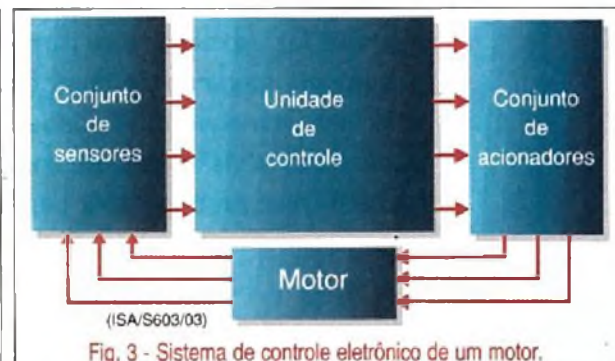 Conjunto
de
sensores
Unidade
de
controle
Conjunto
de
acionadores
Motor
(ISA/S603/03)
Fig. 3 - Sistema de controle eletrônico de um motor.